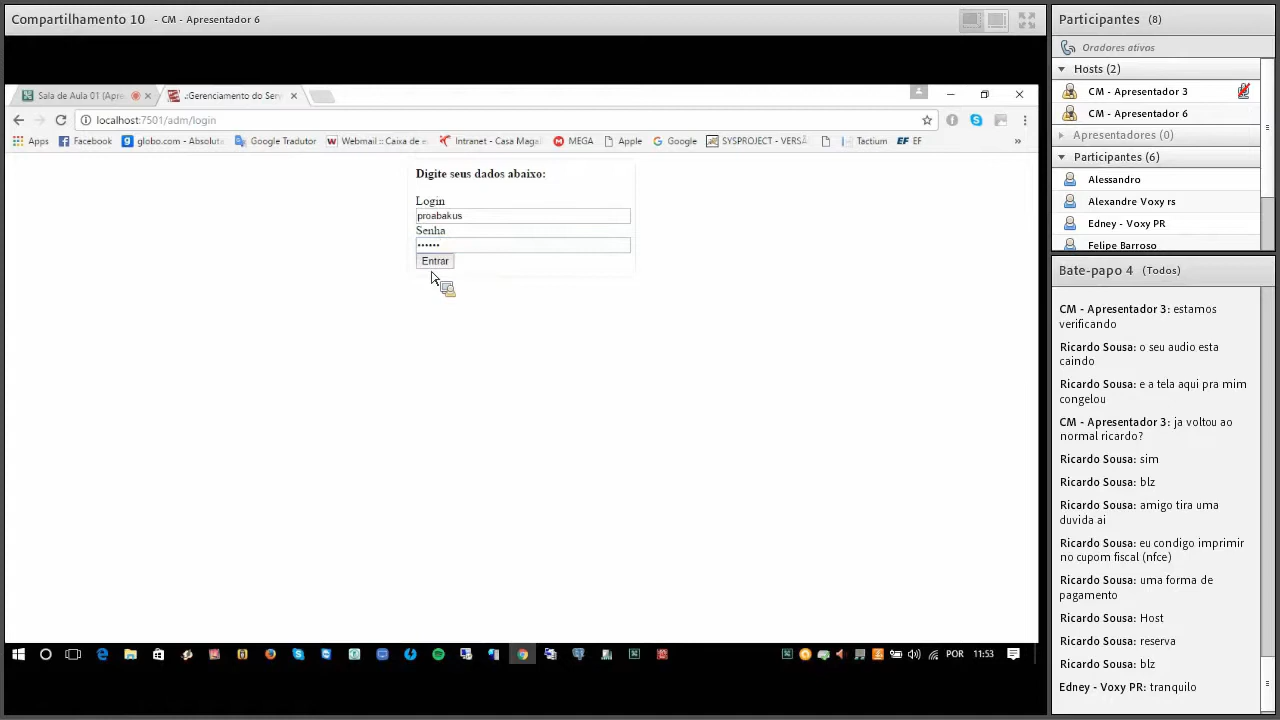 Compartilhamento 10 - CM - Apresentador 6
Sala de Aula 01 (Apre
.:Gerenciamento do Ser
localhost:7501/adm/login
Apps Facebook globo.com - Absolut Google Tradutor Webmail :: Caixa de e Intranet - Casa Magal MEGA Apple Google SYSPROJECT - VERSÃ Tactium EF EF »
Digite seus dados abaixo:
Login
proabakus
Senha
••••••
Entrar
POR 11:53
Participantes (8)
Oradores ativos
Hosts (2)
CM - Apresentador 3
CM - Apresentador 6
Apresentadores (0)
Participantes (6)
Alessandro
Alexandre Voxy rs
Edney - Voxy PR
Felipe Barroso
Bate-papo 4 (Todos)
CM - Apresentador 3: estamos
verificando
Ricardo Sousa: o seu audio esta
caindo
Ricardo Sousa: e a tela aqui pra mim
congelou
CM - Apresentador 3: ja voltou ao
normal ricardo?
Ricardo Sousa: sim
Ricardo Sousa: blz
Ricardo Sousa: amigo tira uma
duvida ai
Ricardo Sousa: eu condigo imprimir
no cupom fiscal (nfce)
Ricardo Sousa: uma forma de
pagamento
Ricardo Sousa: Host
Ricardo Sousa: reserva
Ricardo Sousa: blz
Edney - Voxy PR: tranquilo